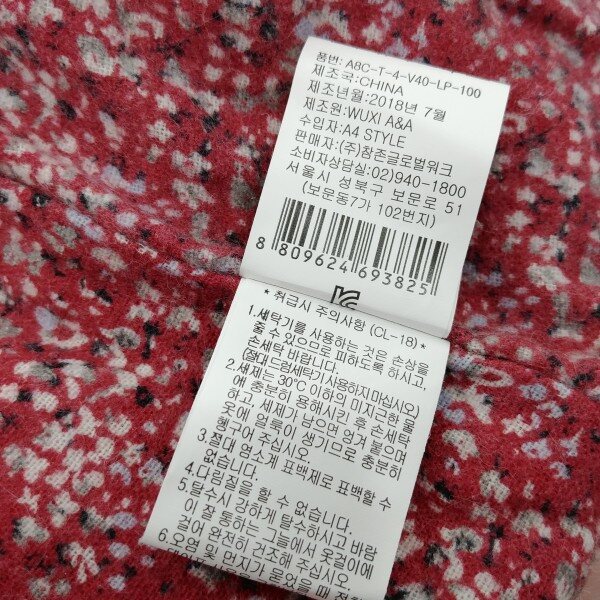 품번: A8C-T-4-V40-LP-100
제조국:CHINA
제조년월:2018년 7월
제조원:WUXI A&A
수입자:A4 STYLE
판매자:(주)참존글로벌워크
소비자상담실:02)940-1800
서울시 성북구 보문로 51
(보문동7가 102번지)
8 809624 693825
* 취급시 주의사항 (CL-18)*
1.세탁기를 사용하는 것은 손상을
줄 수 있으므로 피하도록 하시고,
손세탁 바랍니다.
(절대 드럼세탁기 사용하지마십시오)
2.세제는 30℃ 이하의 미지근한 물
에 충분히 용해시킨 후 손세탁
하고, 세제가 남으면 엉겨 붙으며
옷에 얼룩이 생기므로 충분히
헹구어 주십시오.
3.절대 염소계 표백제로 표백할 수
없습니다.
4.다림질을 할 수 없습니다.
5.탈수시 강하게 탈수하시고 바람
이 잘 통하는 그늘에서 옷걸이에
걸어 완전히 건조해 주십시오
6.오염 및 먼지가 묻었을 때